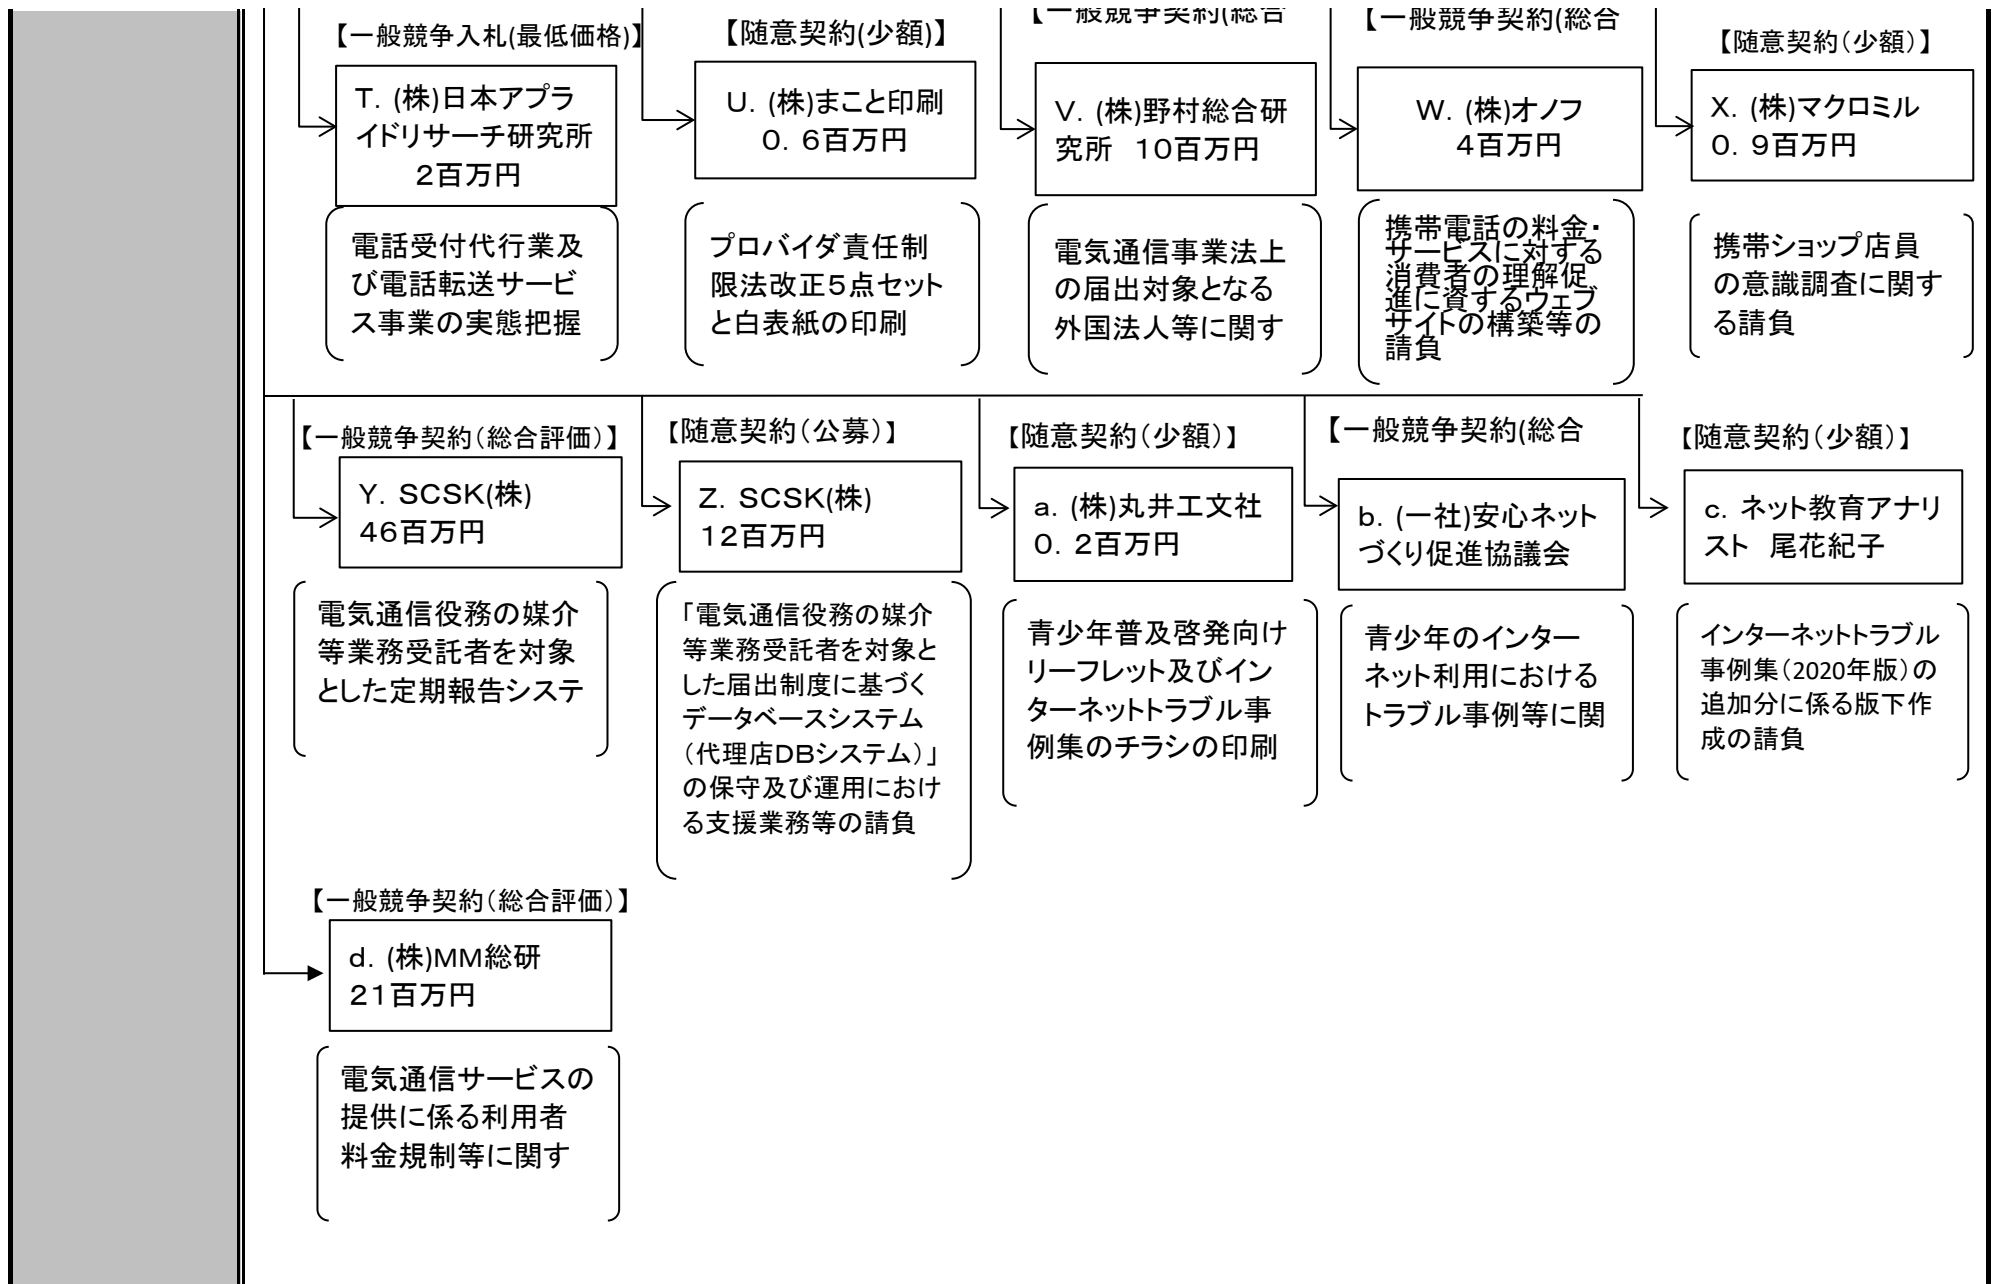 【一般競争入札(最低価格)】
T. (株)日本アプラ
イドリサーチ研究所
2百万円
電話受付代行業及
び電話転送サービ
ス事業の実態把握
【随意契約(少額)】
U. (株)まこと印刷
0. 6百万円
プロバイダ責任制
限法改正5点セット
と白表紙の印刷
【一般競争契約(総合
V. (株)野村総合研
究所 10百万円
電気通信事業法上
の届出対象となる
外国法人等に関す
【一般競争契約(総合
W. (株)オノフ
4百万円
携帯電話の料金・
サービスに対する
消費者の理解促
進に資するウェブ
サイトの構築等の
請負
【随意契約(少額)】
X. (株)マクロミル
0. 9百万円
携帯ショップ店員
の意識調査に関す
る請負
【一般競争契約(総合評価)】
Y. SCSK(株)
46百万円
電気通信役務の媒介
等業務受託者を対象
とした定期報告システ
【随意契約(公募)】
Z. SCSK(株)
12百万円
「電気通信役務の媒介
等業務受託者を対象と
した届出制度に基づく
データベースシステム
(代理店DBシステム)」
の保守及び運用におけ
る支援業務等の請負
【随意契約(少額)】
a. (株)丸井工文社
0. 2百万円
青少年普及啓発向け
リーフレット及びイン
ターネットトラブル事
例集のチラシの印刷
【一般競争契約(総合
b. (一社)安心ネット
づくり促進協議会
青少年のインター
ネット利用における
トラブル事例等に関
【随意契約(少額)】
c. ネット教育アナリ
スト 尾花紀子
インターネットトラブル
事例集(2020年版)の
追加分に係る版下作
成の請負
【一般競争契約(総合評価)】
d. (株)MM総研
21百万円
電気通信サービスの
提供に係る利用者
料金規制等に関す